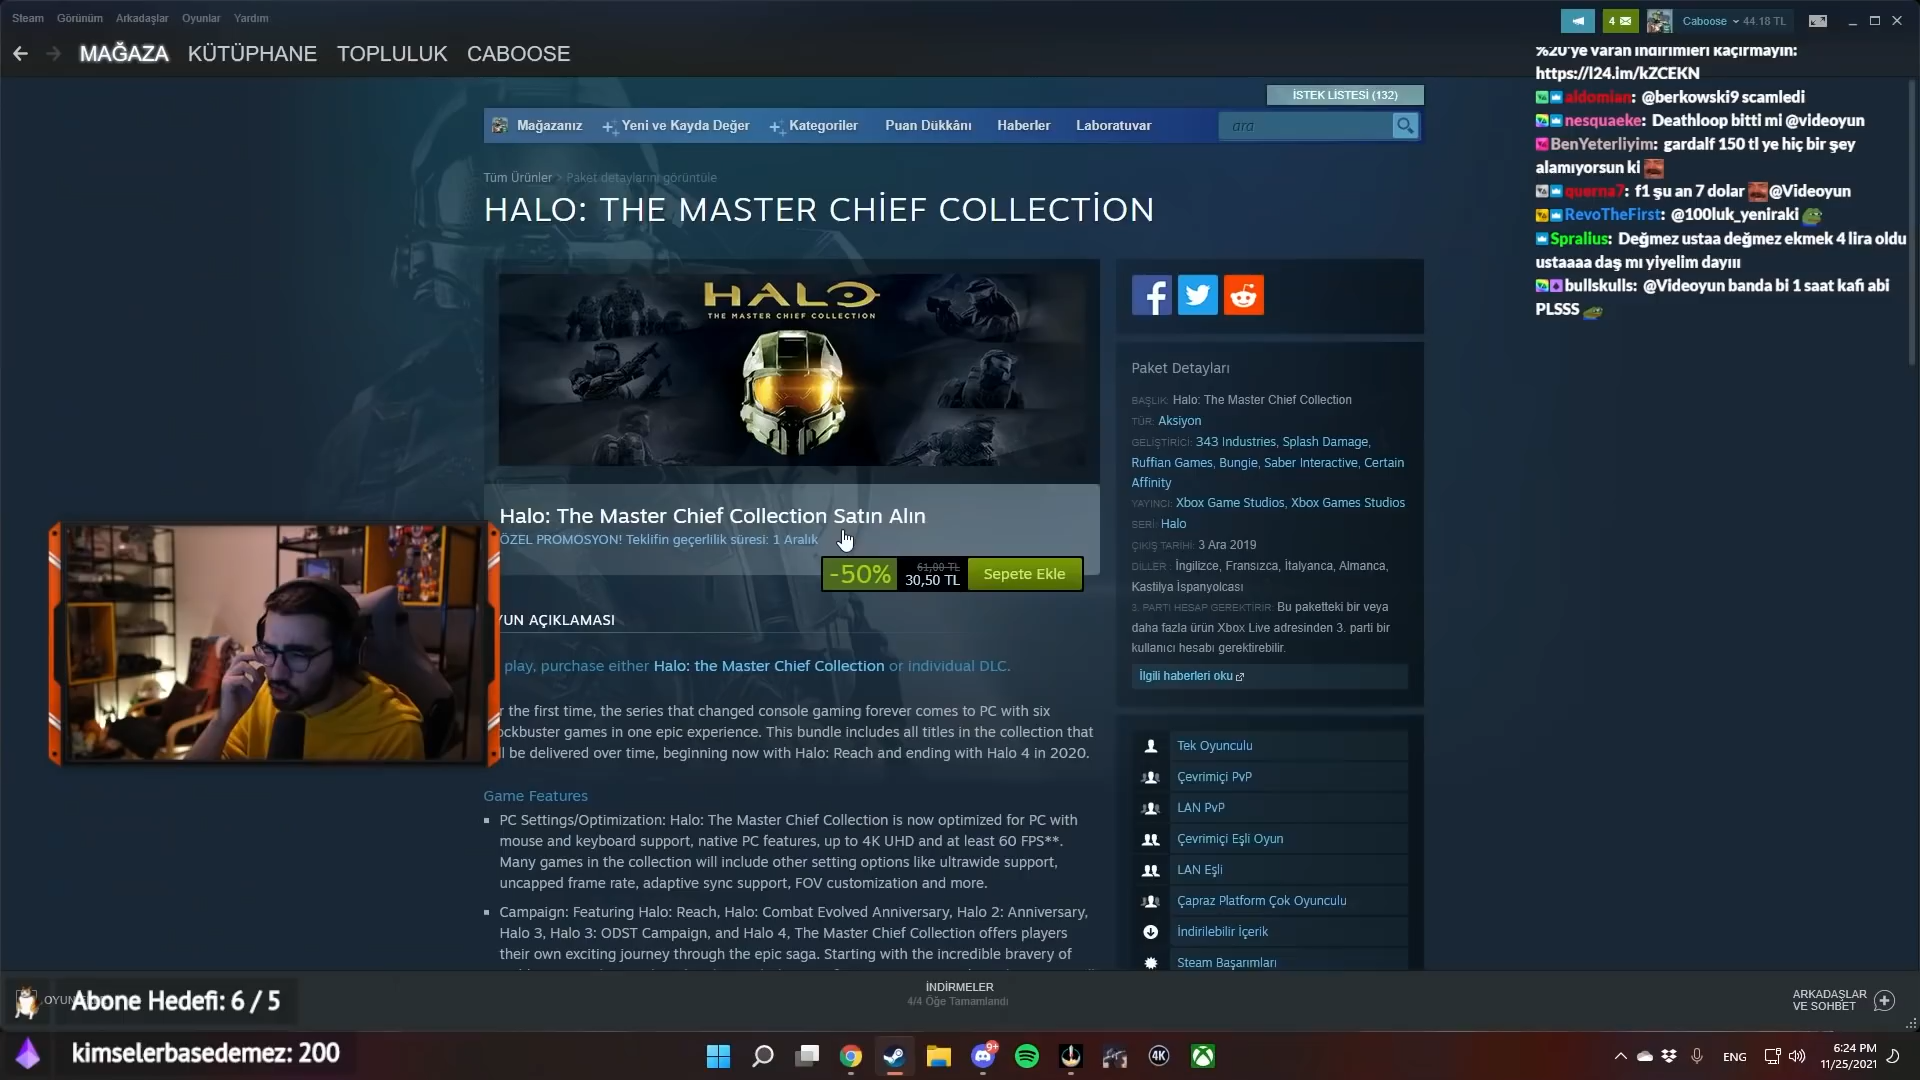 Steam Görünüm Arkadaşlar Oyunlar Yardım
4
Caboose 44.18 TL
MAĞAZA KÜTÜPHANE TOPLULUK CABOOSE
%20'ye varan indirimleri kaçırmayın:
https://l24.im/kZCEKN
aldomian: @berkowski9 scamledi
nesquaeke: Deathloop bitti mi @videoyun
BenYeterliyim: gardalf 150 tl ye hiç bir şey
alamıyorsun ki
querna7: f1 şu an 7 dolar @Videoyun
RevoTheFirst: @100luk_yeniraki
Spralius: Değmez ustaa değmez ekmek 4 lira oldu
ustaaaa daş mı yiyelim dayııı
bullskulls: @Videoyun banda bi 1 saat kafi abi
PLSSS
İSTEK LİSTESİ (132)
Mağazanız Yeni ve Kayda Değer Kategoriler Puan Dükkânı Haberler Laboratuvar ara
Tüm Ürünler > Paket detaylarını görüntüle
HALO: THE MASTER CHİEF COLLECTİON
HALO
THE MASTER CHIEF COLLECTION
Halo: The Master Chief Collection Satın Alın
ÖZEL PROMOSYON! Teklifin geçerlilik süresi: 1 Aralık
-50% 61,00 TL 30,50 TL Sepete Ekle
YUN AÇIKLAMASI
play, purchase either Halo: the Master Chief Collection or individual DLC.
r the first time, the series that changed console gaming forever comes to PC with six
ockbuster games in one epic experience. This bundle includes all titles in the collection that
ll be delivered over time, beginning now with Halo: Reach and ending with Halo 4 in 2020.
Game Features
PC Settings/Optimization: Halo: The Master Chief Collection is now optimized for PC with
mouse and keyboard support, native PC features, up to 4K UHD and at least 60 FPS**.
Many games in the collection will include other setting options like ultrawide support,
uncapped frame rate, adaptive sync support, FOV customization and more.
Campaign: Featuring Halo: Reach, Halo: Combat Evolved Anniversary, Halo 2: Anniversary,
Halo 3, Halo 3: ODST Campaign, and Halo 4, The Master Chief Collection offers players
their own exciting journey through the epic saga. Starting with the incredible bravery of
Paket Detayları
BAŞLIK: Halo: The Master Chief Collection
TÜR: Aksiyon
GELİŞTİRİCİ: 343 Industries, Splash Damage,
Ruffian Games, Bungie, Saber Interactive, Certain
Affinity
YAYINCI: Xbox Game Studios, Xbox Games Studios
SERİ: Halo
ÇIKIŞ TARİHİ: 3 Ara 2019
DİLLER : İngilizce, Fransızca, İtalyanca, Almanca,
Kastilya İspanyolcası
3. PARTİ HESAP GEREKTİRİR: Bu paketteki bir veya
daha fazla ürün Xbox Live adresinden 3. parti bir
kullanıcı hesabı gerektirebilir.
İlgili haberleri oku
Tek Oyunculu
Çevrimiçi PvP
LAN PvP
Çevrimiçi Eşli Oyun
LAN Eşli
Çapraz Platform Çok Oyunculu
İndirilebilir İçerik
Steam Başarımları
OYUN
Abone Hedefi: 6 / 5
İNDİRMELER
4/4 Öğe Tamamlandı
ARKADAŞLAR
VE SOHBET
kimselerbasedemez: 200
9+
4K
ENG
6:24 PM
11/25/2021